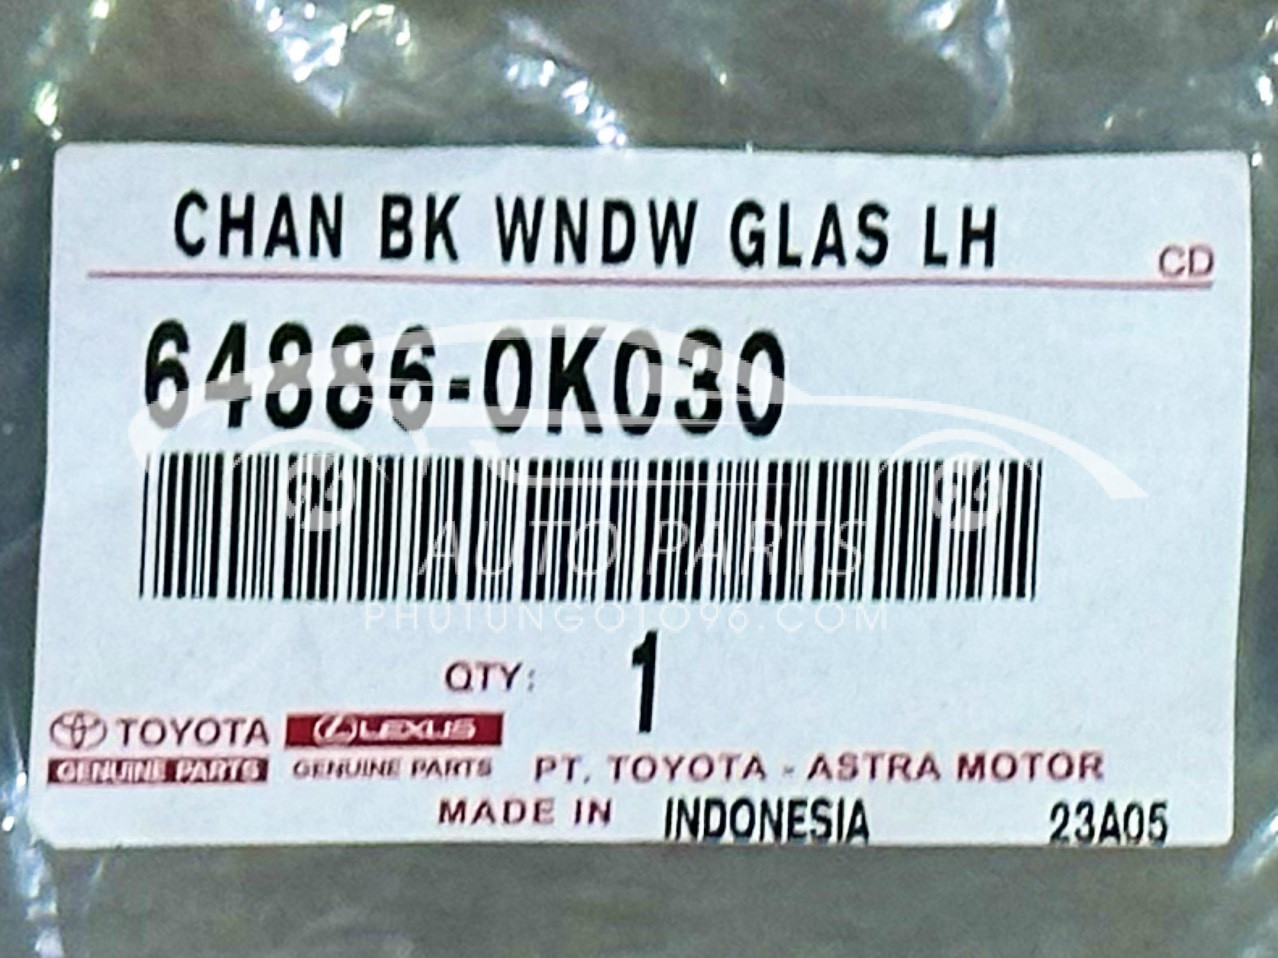 CHAN BK WNDW GLAS LH
CD
64886-0K030
AUTO PARTS
PHUTUNGOTO96.COM
QTY: 1
TOYOTA LEXUS
GENUINE PARTS GENUINE PARTS PT. TOYOTA - ASTRA MOTOR
MADE IN INDONESIA 23A05